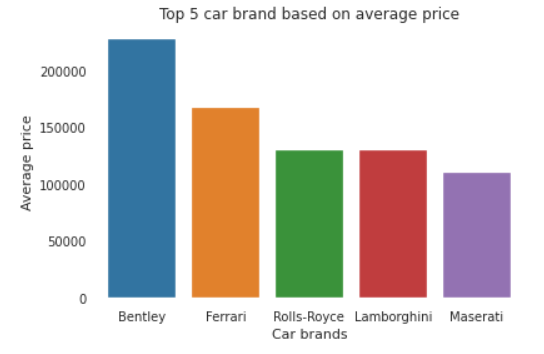 Top 5 car brand based on average price
Average price
200000
150000
100000
50000
0
Bentley Ferrari Rolls-Royce Lamborghini Maserati
Car brands